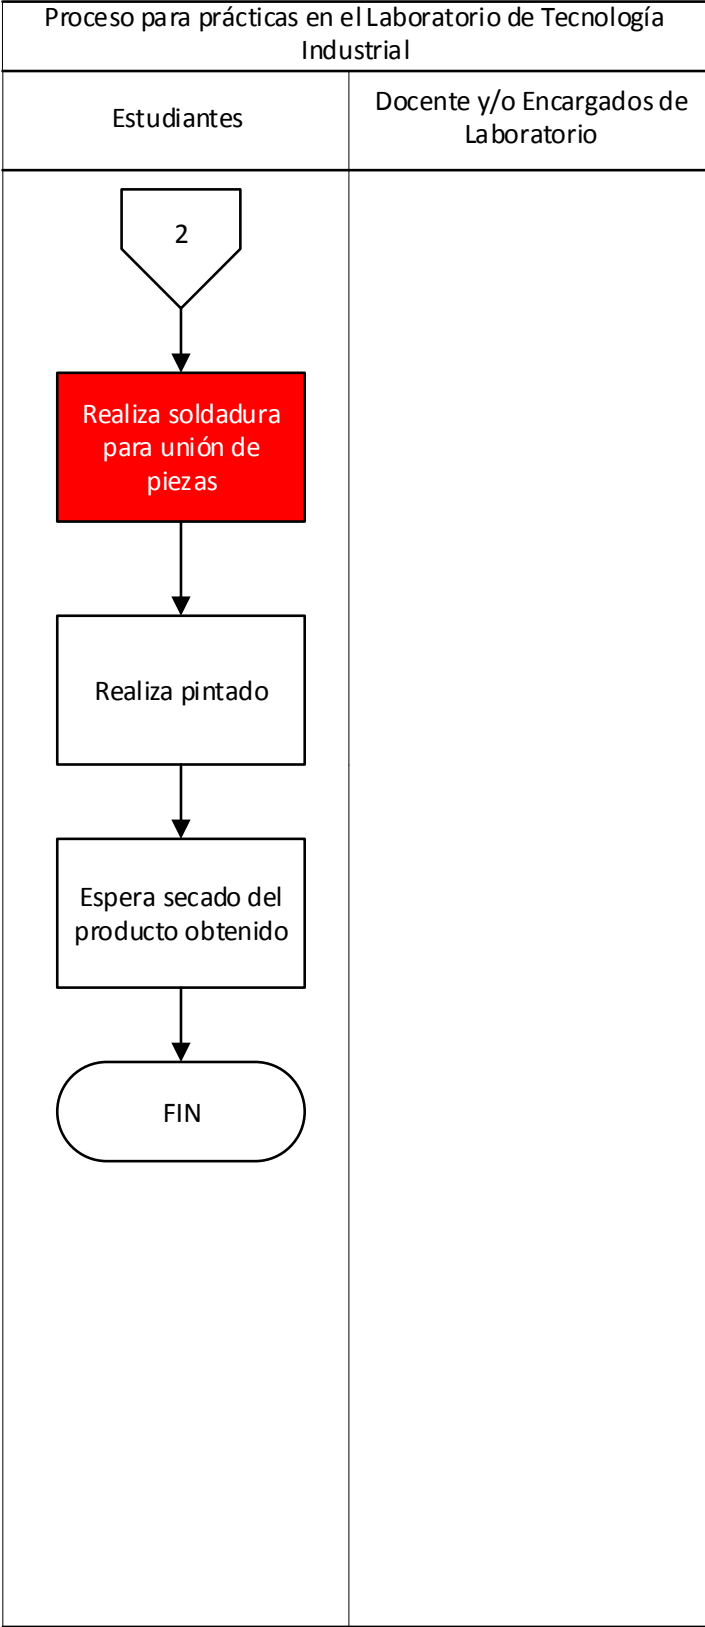 Proceso para prácticas en el Laboratorio de Tecnología
Industrial
Estudiantes
Docente y/o Encargados de
Laboratorio
2
Realiza soldadura
para unión de
piezas
Realiza pintado
Espera secado del
producto obtenido
FIN